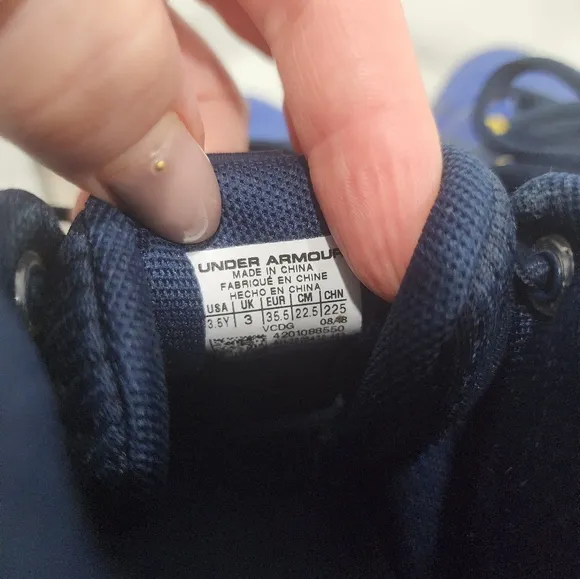 UNDER ARMOUR
MADE IN CHINA
FABRIQUÉ EN CHINE
HECHO EN CHINA
USA UK EUR CM CHN
3.5Y 3 35.5 22.5 225
VCDG 08/18
4201088550